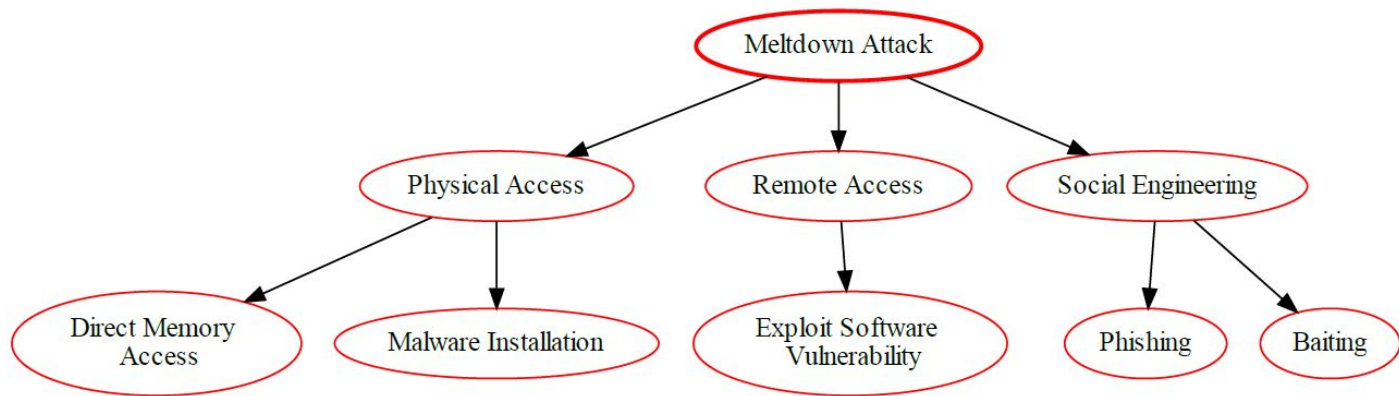 Meltdown Attack
Physical Access
Remote Access
Social Engineering
Direct Memory
Access
Malware Installation
Exploit Software
Vulnerability
Phishing
Baiting